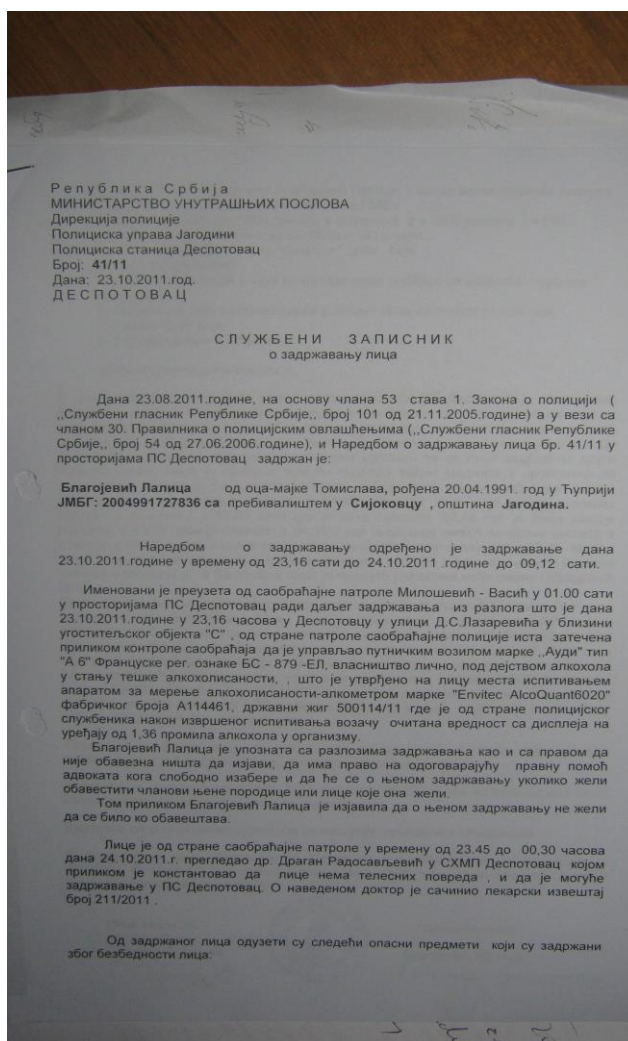 Република Србија
МИНИСТАРСТВО УНУТРАШЊИХ ПОСЛОВА
Дирекција полиције
Полициска управа Јагодини
Полициска станица Деспотовац
Број: 41/11
Дана: 23.10.2011.год.
ДЕСПОТОВАЦ
СЛУЖБЕНИ ЗАПИСНИК
о задржавању лица
Дана 23.08.2011.године, на основу члана 53 става 1. Закона о полицији (
,,Службени гласник Републике Србије,, број 101 од 21.11.2005.године) а у вези са
чланом 30. Правилника о полицијским овлашћењима (,,Службени гласник Републике
Србије,, број 54 од 27.06.2006.године), и Наредбом о задржавању лица бр. 41/11 у
просторијама ПС Деспотовац задржан је:
Благојевић Лалица од оца-мајке Томислава, рођена 20.04.1991. год у Ћуприји
ЈМБГ: 2004991727836 са пребивалиштем у Сијоковцу , општина Јагодина.
Наредбом о задржавању одређено је задржавање дана
23.10.2011.године у времену од 23,16 сати до 24.10.2011 .године до 09,12 сати.
Именовани је преузета од саобраћајне патроле Милошевић - Васић у 01.00 сати
у просторијама ПС Деспотовац ради даљег задржавања из разлога што је дана
23.10.2011.године у 23,16 часова у Деспотовцу у улици Д.С.Лазаревића у близини
угоститељског објекта "С" , од стране патроле саобраћајне полиције иста затечена
приликом контроле саобраћаја да је управљао путничким возилом марке ,,Ауди" тип
"А 6" Француске рег. ознаке БС - 879 -ЕЛ, власништво лично, под дејством алкохола
у стању тешке алкохолисаности, , што је утврђено на лицу места испитивањем
апаратом за мерење алкохолисаности-алкометром марке "Envitec AlcoQuant6020"
фабричког броја А114461, државни жиг 500114/11 где је од стране полицијског
службеника након извршеног испитивања возачу очитана вредност са дисплеја на
уређају од 1,36 промила алкохола у организму.
Благојевић Лалица је упозната са разлозима задржавања као и са правом да
није обавезна ништа да изјави, да има право на одоговарајућу правну помоћ
адвоката кога слободно изабере и да ће се о њеном задржавању уколико жели
обавестити чланови њене породице или лице које она жели.
Том приликом Благојевић Лалица је изјавила да о њеном задржавању не жели
да се било ко обавештава.
Лице је од стране саобраћајне патроле у времену од 23.45 до 00,30 часова
дана 24.10.2011.г. прегледао др. Драган Радосављевић у СХМП Деспотовац којом
приликом је константовао да лице нема телесних повреда , и да је могуће
задржавање у ПС Деспотовац. О наведеном доктор је сачинио лекарски извештај
број 211/2011 .
Од задржаног лица одузети су следећи опасни предмети који су задржани
због безбедности лица: